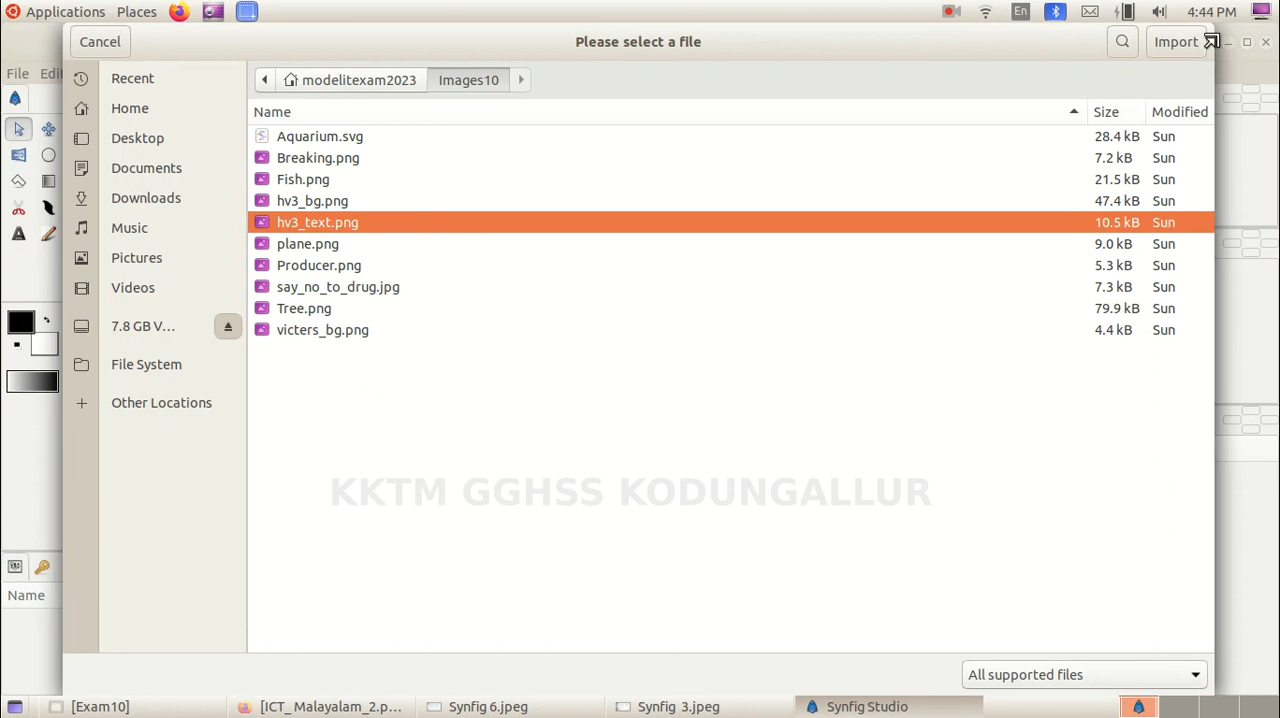 Applications Places En 4:44 PM
Cancel Please select a file Import
File Edi
Recent
Home
Desktop
Documents
Downloads
Music
Pictures
Videos
7.8 GB V...
File System
+ Other Locations
modelitexam2023 Images10
Name Size Modified
Aquarium.svg 28.4 kB Sun
Breaking.png 7.2 kB Sun
Fish.png 21.5 kB Sun
hv3_bg.png 47.4 kB Sun
hv3_text.png 10.5 kB Sun
plane.png 9.0 kB Sun
Producer.png 5.3 kB Sun
say_no_to_drug.jpg 7.3 kB Sun
Tree.png 79.9 kB Sun
victers_bg.png 4.4 kB Sun
KKTM GGHSS KODUNGALLUR
Name
All supported files
[Exam10] [ICT_Malayalam_2.p... Synfig 6.jpeg Synfig 3.jpeg Synfig Studio